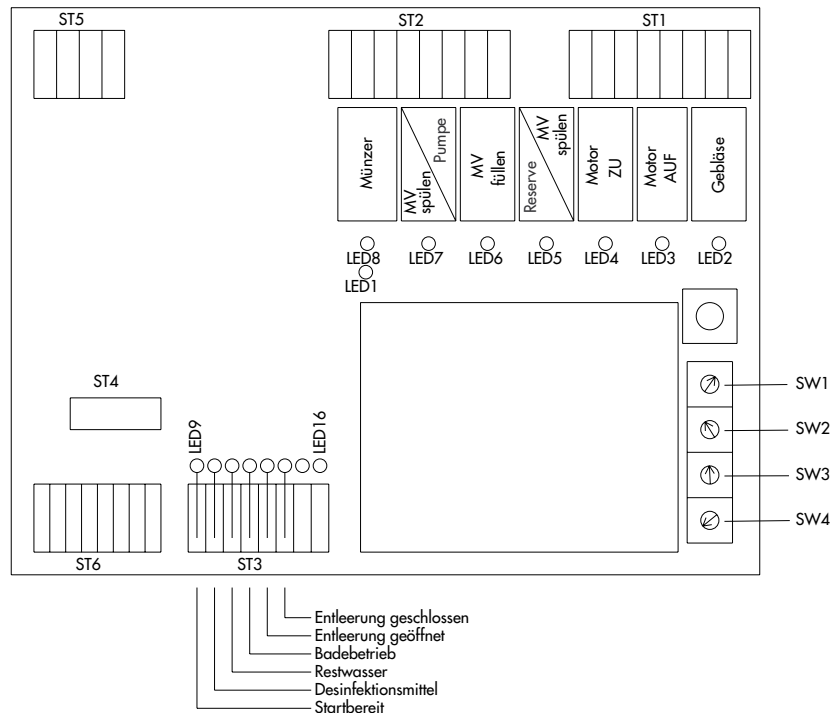 ST5
ST2
ST1
Münzer
MV spülen
Pumpe
MV füllen
Reserve
MV spülen
Motor ZU
Motor AUF
Gebläse
LED8
LED7
LED6
LED5
LED4
LED3
LED2
LED1
ST4
SW1
SW2
SW3
SW4
LED9
LED16
ST6
ST3
Entleerung geschlossen
Entleerung geöffnet
Badebetrieb
Restwasser
Desinfektionsmittel
Startbereit